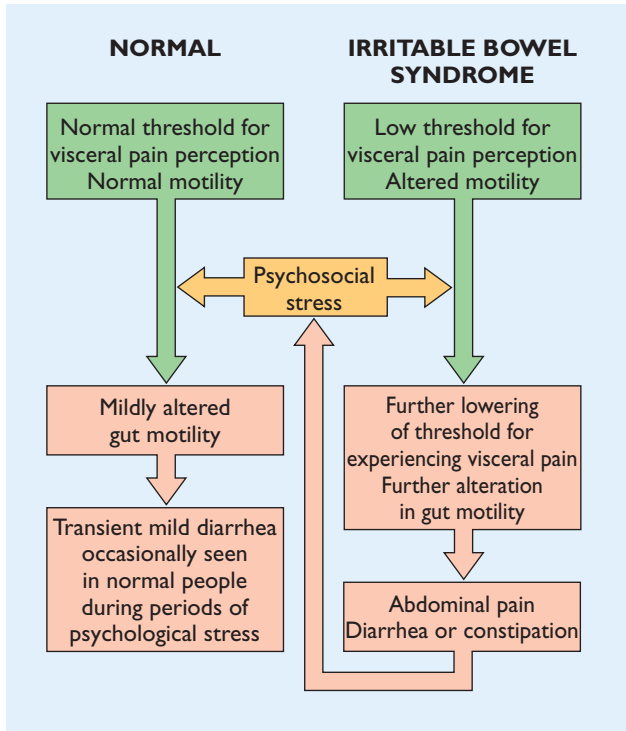 NORMAL
IRRITABLE BOWEL
SYNDROME
Normal threshold for
visceral pain perception
Normal motility
Low threshold for
visceral pain perception
Altered motility
Psychosocial
stress
Mildly altered
gut motility
Further lowering
of threshold for
experiencing visceral pain
Further alteration
in gut motility
Transient mild diarrhea
occasionally seen
in normal people
during periods of
psychological stress
Abdominal pain
Diarrhea or constipation